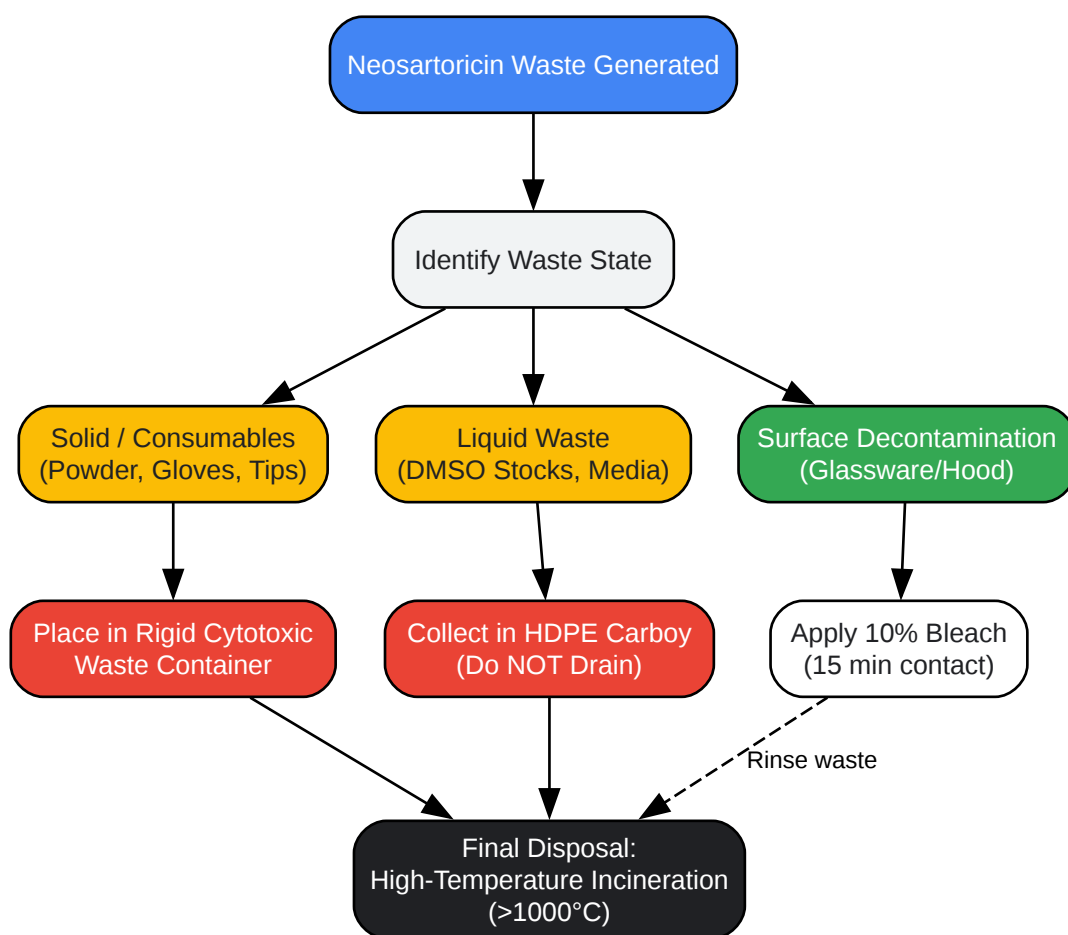 Neosartoricin Waste Generated
Identify Waste State
Solid / Consumables
(Powder, Gloves, Tips)
Liquid Waste
(DMSO Stocks, Media)
Surface Decontamination
(Glassware/Hood)
Place in Rigid Cytotoxic
Waste Container
Collect in HDPE Carboy
(Do NOT Drain)
Apply 10% Bleach
(15 min contact)
Rinse waste
Final Disposal:
High-Temperature Incineration
(>1000°C)